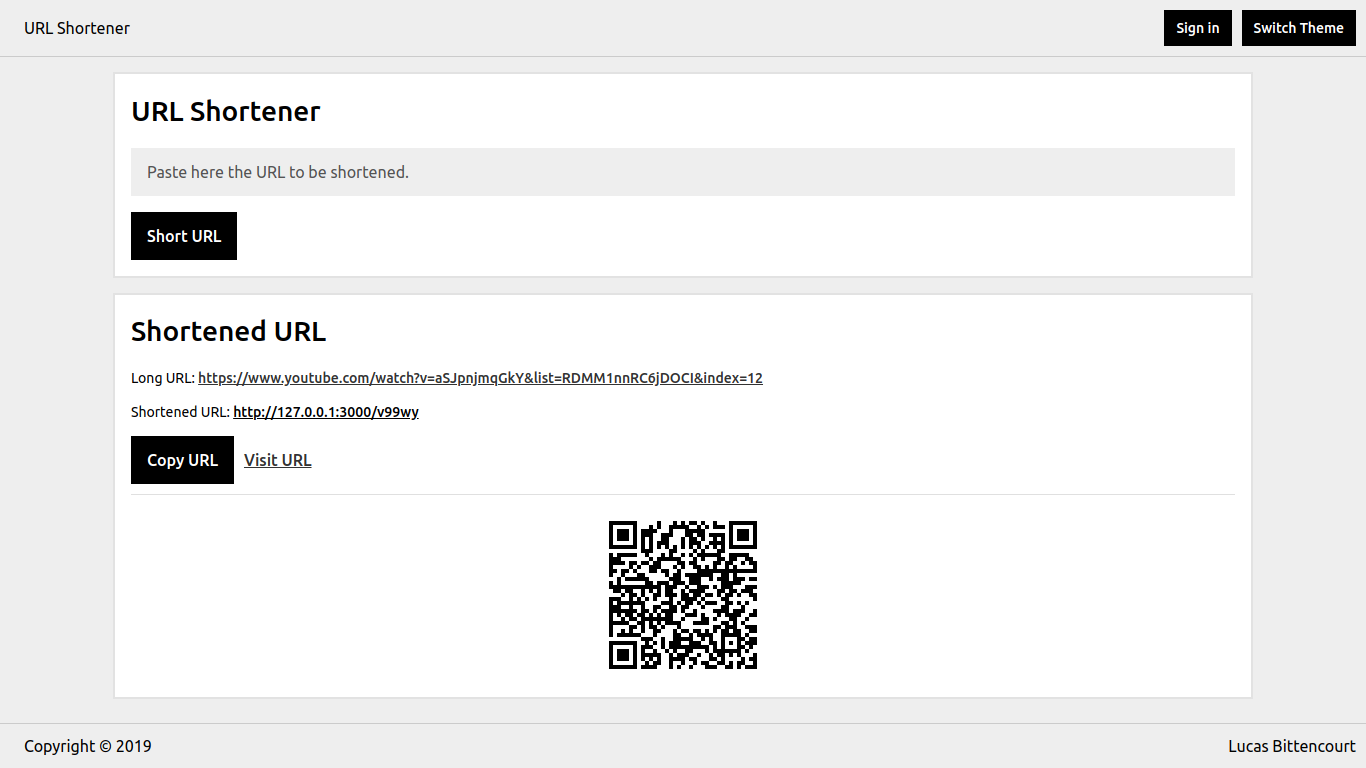 URL Shortener
Sign in
Switch Theme
URL Shortener
Paste here the URL to be shortened.
Short URL
Shortened URL
Long URL: https://www.youtube.com/watch?v=aSJpnjmqGkY&list=RDMM1nnRC6jDOCI&index=12
Shortened URL: http://127.0.0.1:3000/v99wy
Copy URL
Visit URL
Copyright © 2019
Lucas Bittencourt